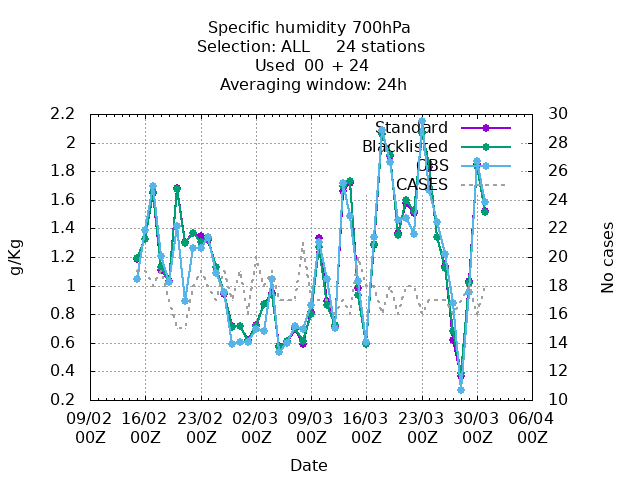 Specific humidity 700hPa
Selection: ALL 24 stations
Used 00 + 24
Averaging window: 24h
2.2 30
Standard
2 28
Blacklisted
1.8 26
OBS
CASES
1.6 24
1.4 22
1.2 20
1 18
0.8 16
0.6 14
0.4 12
0.2 10
g/Kg
No cases
09/02 16/02 23/02 02/03 09/03 16/03 23/03 30/03 06/04
00Z 00Z 00Z 00Z 00Z 00Z 00Z 00Z 00Z
Date